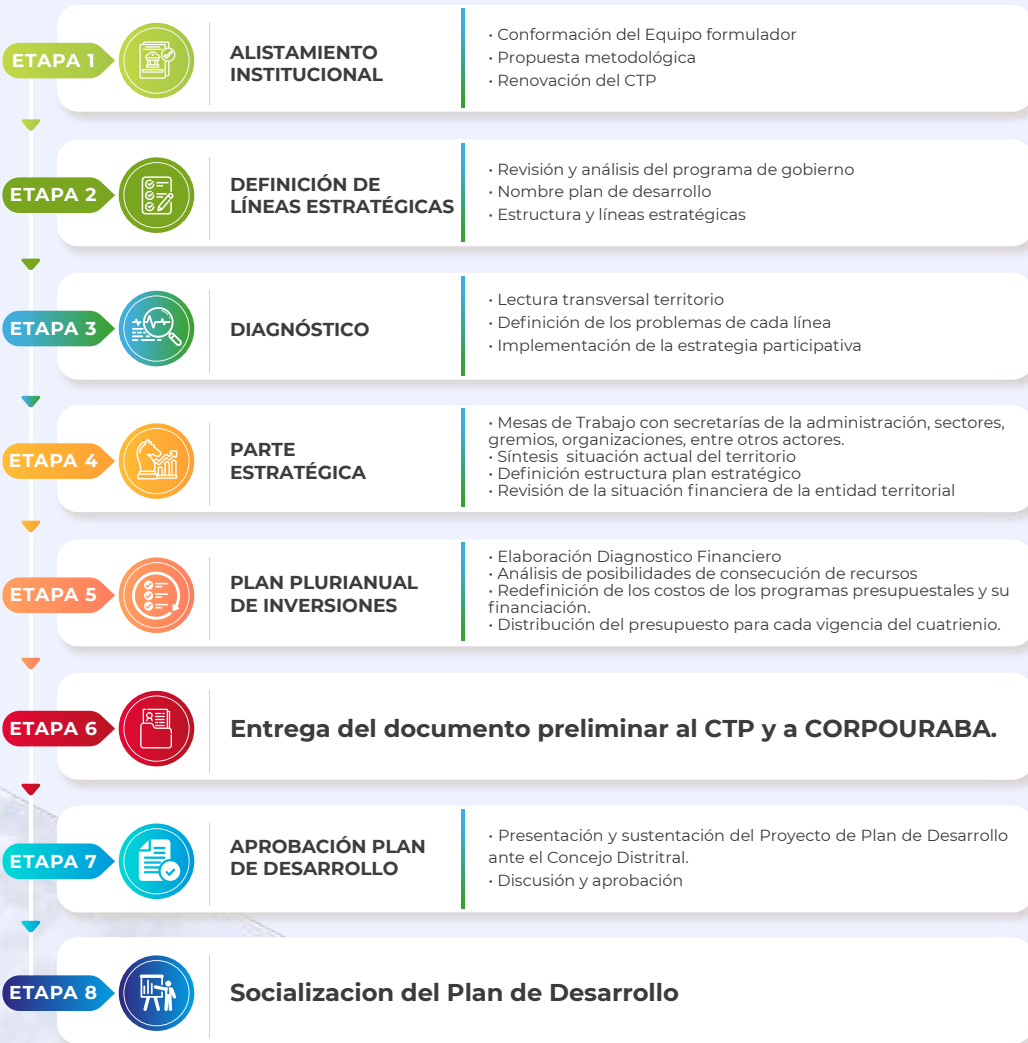 ETAPA 1
ALISTAMIENTO
INSTITUCIONAL
• Conformación del Equipo formulador
• Propuesta metodológica
• Renovación del CTP
ETAPA 2
DEFINICIÓN DE
LÍNEAS ESTRATÉGICAS
• Revisión y análisis del programa de gobierno
• Nombre plan de desarrollo
• Estructura y líneas estratégicas
ETAPA 3
DIAGNÓSTICO
• Lectura transversal territorio
• Definición de los problemas de cada línea
• Implementación de la estrategia participativa
ETAPA 4
PARTE
ESTRATÉGICA
• Mesas de Trabajo con secretarías de la administración, sectores,
gremios, organizaciones, entre otros actores.
• Síntesis situación actual del territorio
• Definición estructura plan estratégico
• Revisión de la situación financiera de la entidad territorial
ETAPA 5
PLAN PLURIANUAL
DE INVERSIONES
• Elaboración Diagnostico Financiero
• Análisis de posibilidades de consecución de recursos
• Redefinición de los costos de los programas presupuestales y su
financiación.
• Distribución del presupuesto para cada vigencia del cuatrienio.
ETAPA 6
Entrega del documento preliminar al CTP y a CORPOURABA.
ETAPA 7
APROBACIÓN PLAN
DE DESARROLLO
• Presentación y sustentación del Proyecto de Plan de Desarrollo
ante el Concejo Distritral.
• Discusión y aprobación
ETAPA 8
Socializacion del Plan de Desarrollo